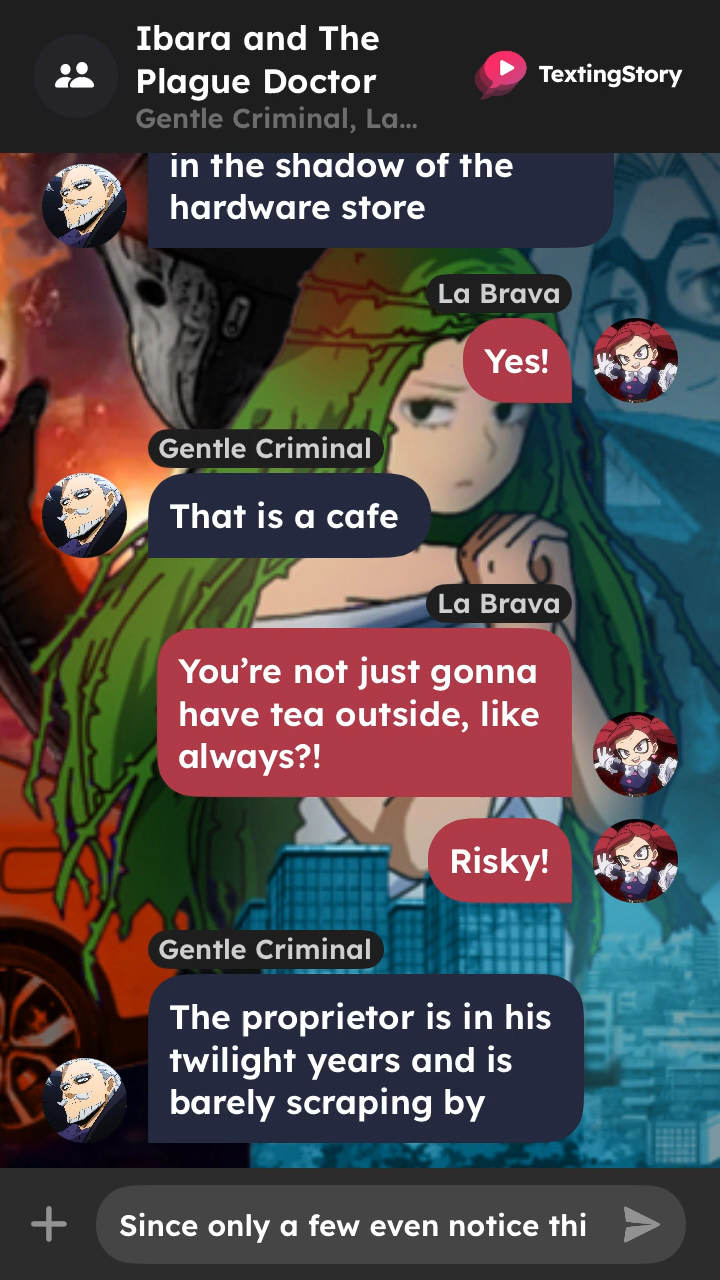 Ibara and The
Plague Doctor
Gentle Criminal, La...
TextingStory
in the shadow of the
hardware store
La Brava
Yes!
Gentle Criminal
That is a cafe
La Brava
You’re not just gonna
have tea outside, like
always?!
Risky!
Gentle Criminal
The proprietor is in his
twilight years and is
barely scraping by
Since only a few even notice thi